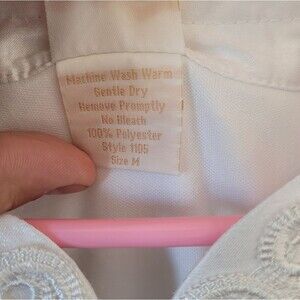 Machine Wash Warm
Gentle Dry
Remove Promptly
No Bleach
100% Polyester
Style 1105
Size M